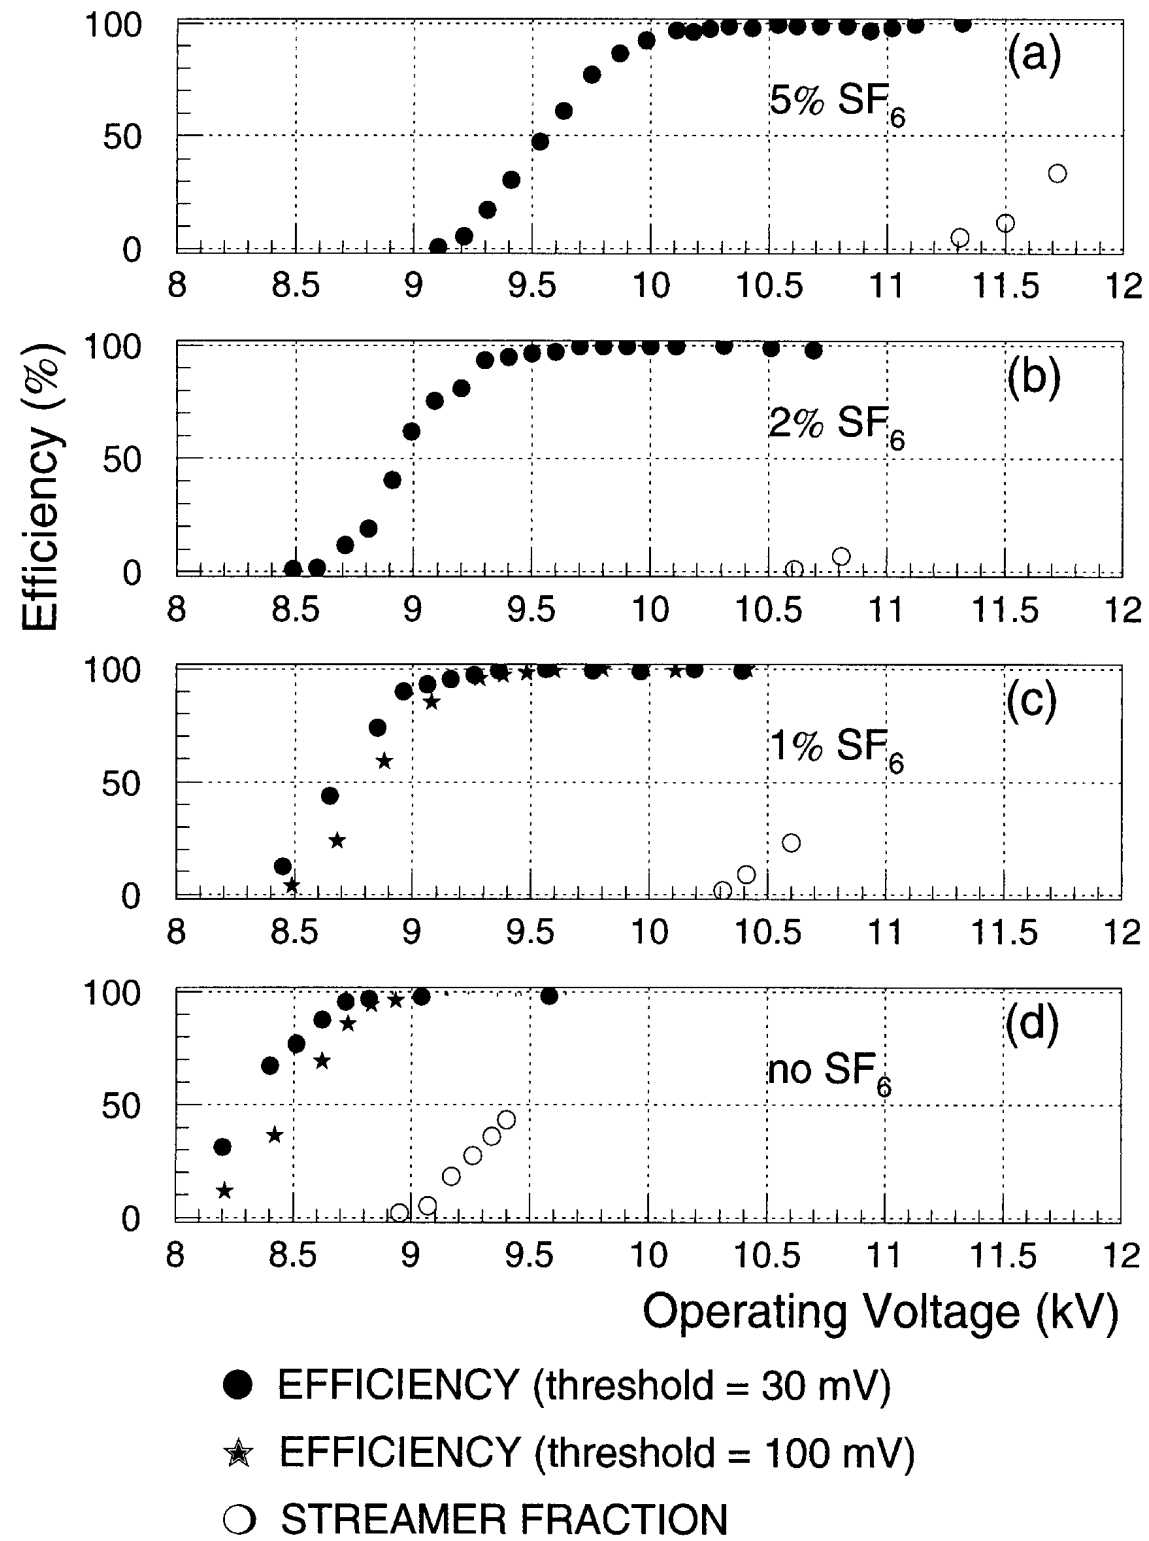 100
(a)
5% SF6
50
0
8 8.5 9 9.5 10 10.5 11 11.5 12
100
(b)
2% SF6
50
0
8 8.5 9 9.5 10 10.5 11 11.5 12
Efficiency (%)
100
(c)
1% SF6
50
0
8 8.5 9 9.5 10 10.5 11 11.5 12
100
(d)
no SF6
50
0
8 8.5 9 9.5 10 10.5 11 11.5 12
Operating Voltage (kV)
EFFICIENCY (threshold = 30 mV)
EFFICIENCY (threshold = 100 mV)
STREAMER FRACTION